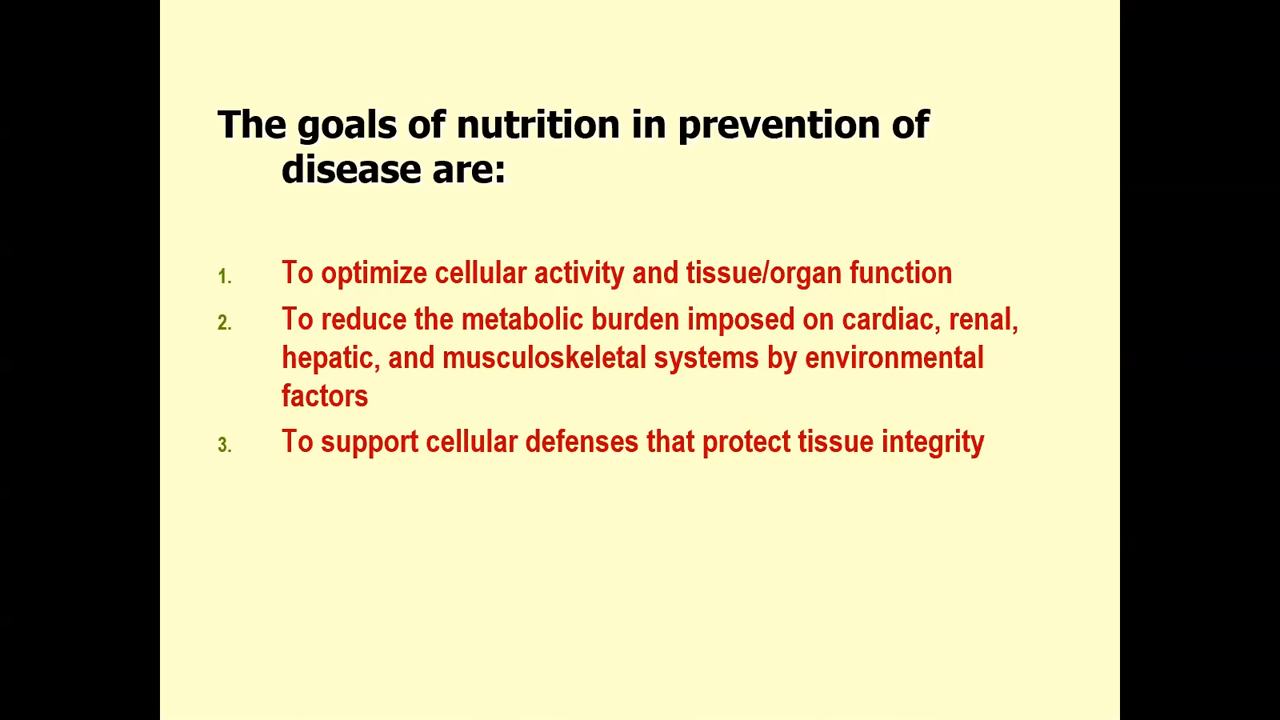 The goals of nutrition in prevention of
disease are:
1. To optimize cellular activity and tissue/organ function
2. To reduce the metabolic burden imposed on cardiac, renal,
hepatic, and musculoskeletal systems by environmental
factors
3. To support cellular defenses that protect tissue integrity